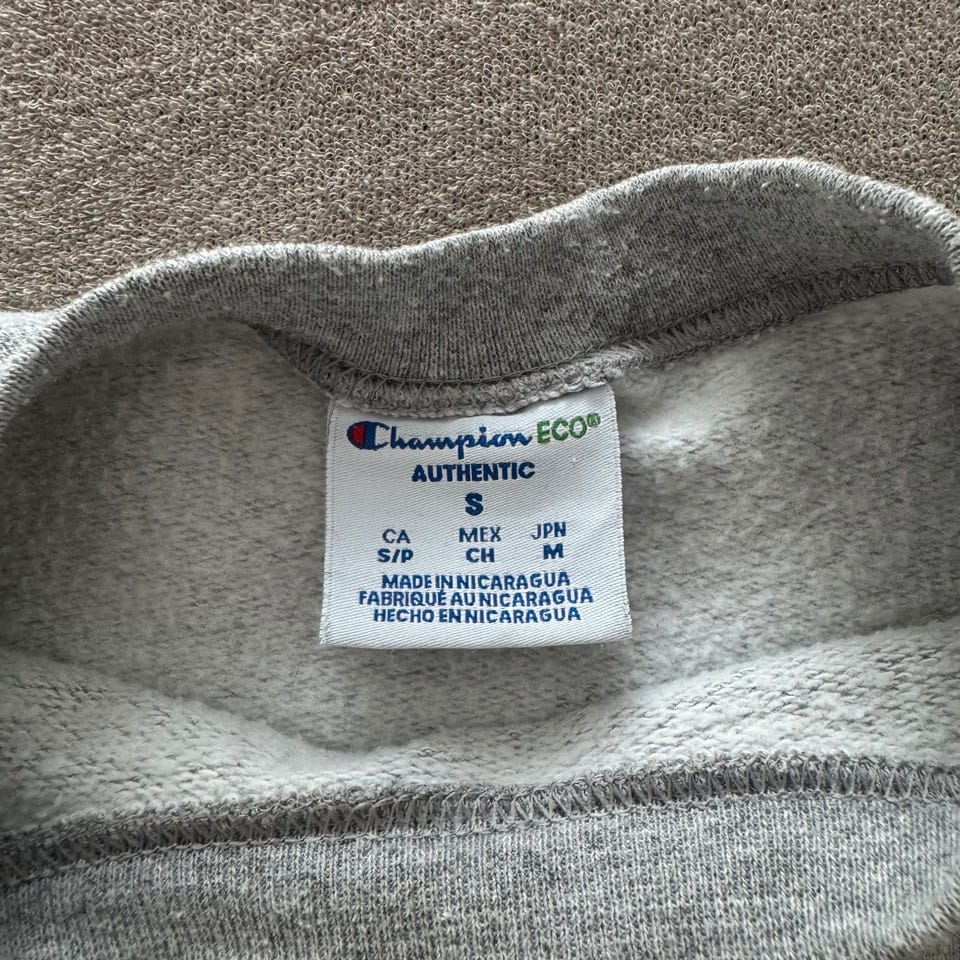 Champion ECO®
AUTHENTIC
S
CA MEX JPN
S/P CH M
MADE IN NICARAGUA
FABRIQUÉ AU NICARAGUA
HECHO EN NICARAGUA